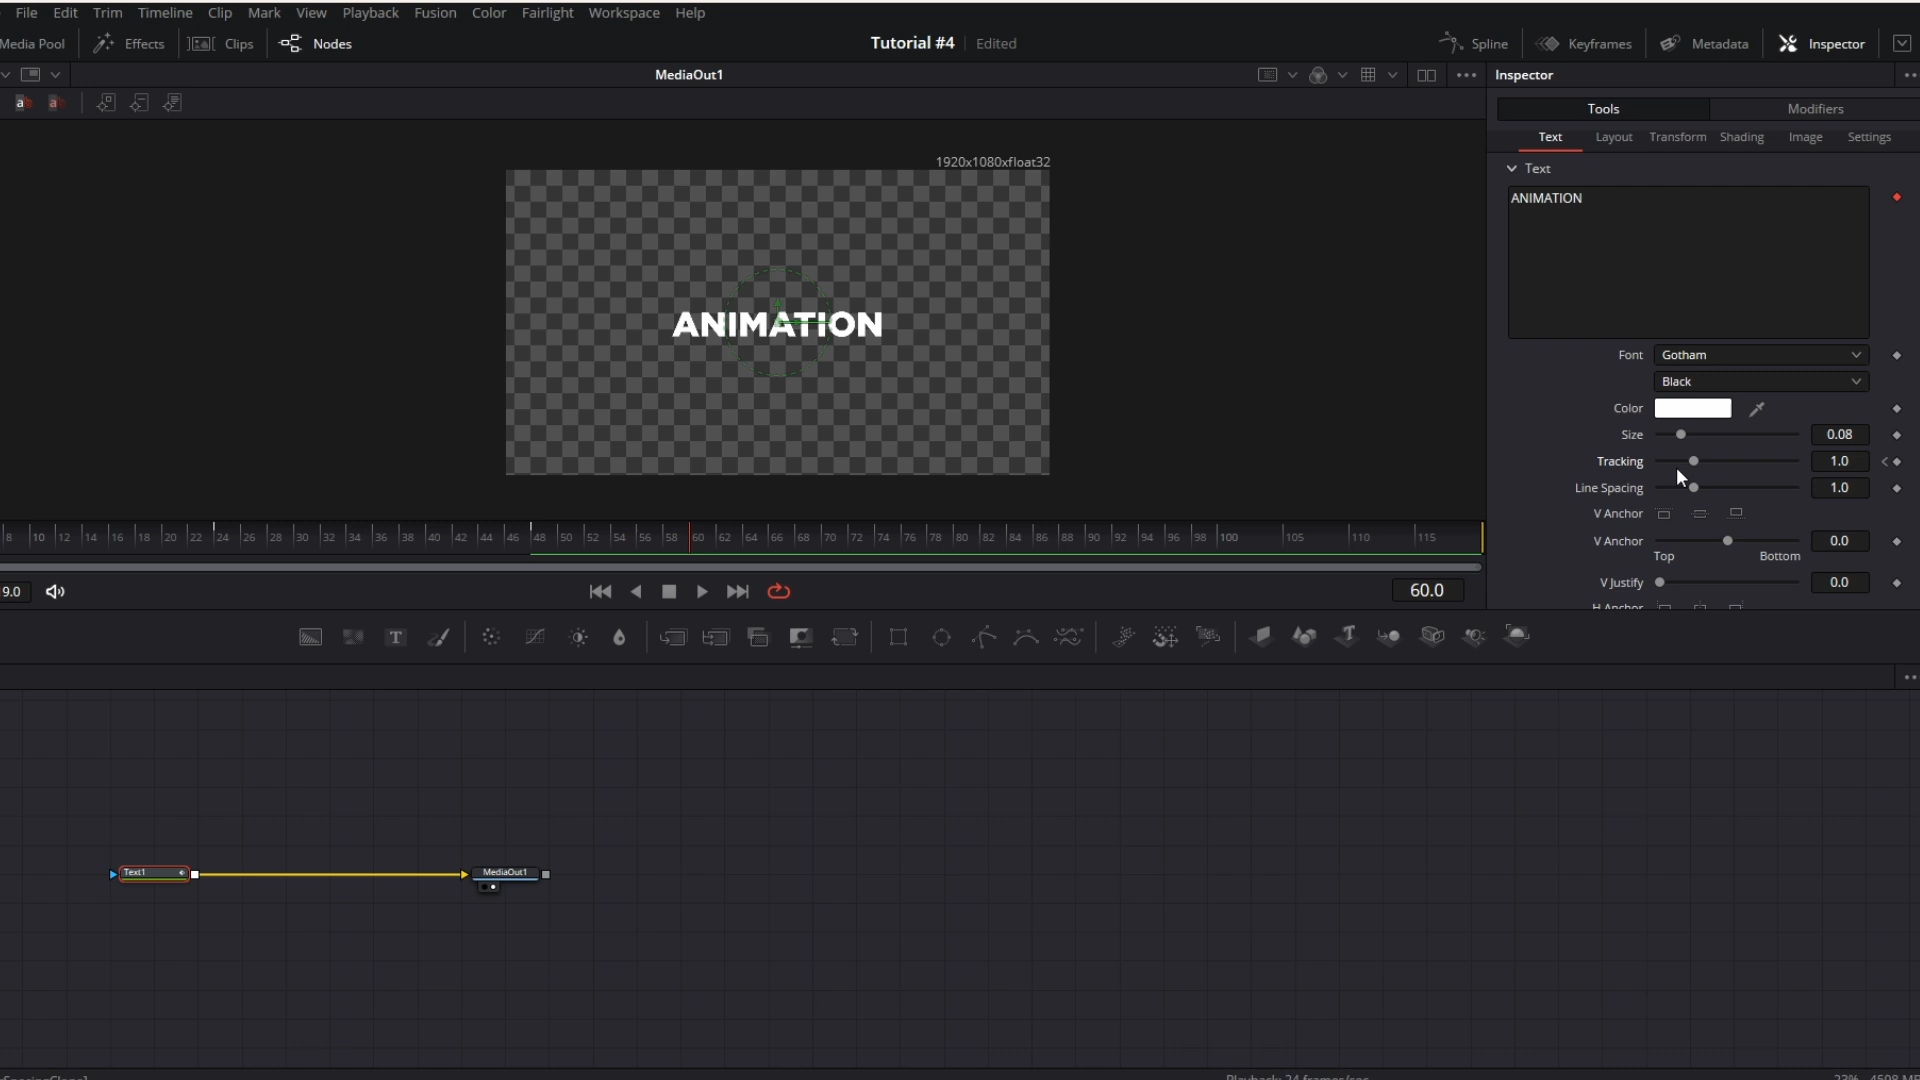 File Edit Trim Timeline Clip Mark View Playback Fusion Color Fairlight Workspace Help
Media Pool Effects Clips Nodes Tutorial #4 Edited Spline Keyframes Metadata Inspector
MediaOut1 Inspector
Tools Modifiers
Text Layout Transform Shading Image Settings
1920x1080xfloat32
Text
ANIMATION
ANIMATION
Font Gotham
Black
Color
Size 0.08
Tracking 1.0
Line Spacing 1.0
V Anchor
V Anchor 0.0
Top Bottom
V Justify 0.0
H Anchor
8 10 12 14 16 18 20 22 24 26 28 30 32 34 36 38 40 42 44 46 48 50 52 54 56 58 60 62 64 66 68 70 72 74 76 78 80 82 84 86 88 90 92 94 96 98 100 105 110 115
9.0 60.0
Text1 MediaOut1
Playback: 24 frames/sec